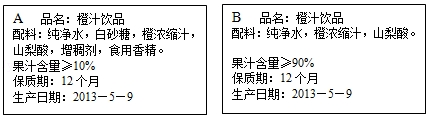 A 品名：橙汁饮品
配料：纯净水，白砂糖，橙浓缩汁，
山梨酸，增稠剂，食用香精。
果汁含量≥10%
保质期：12个月
生产日期：2013－5－9
B 品名：橙汁饮品
配料：纯净水，橙浓缩汁，山梨酸。
果汁含量≥90%
保质期：12个月
生产日期：2013－5－9